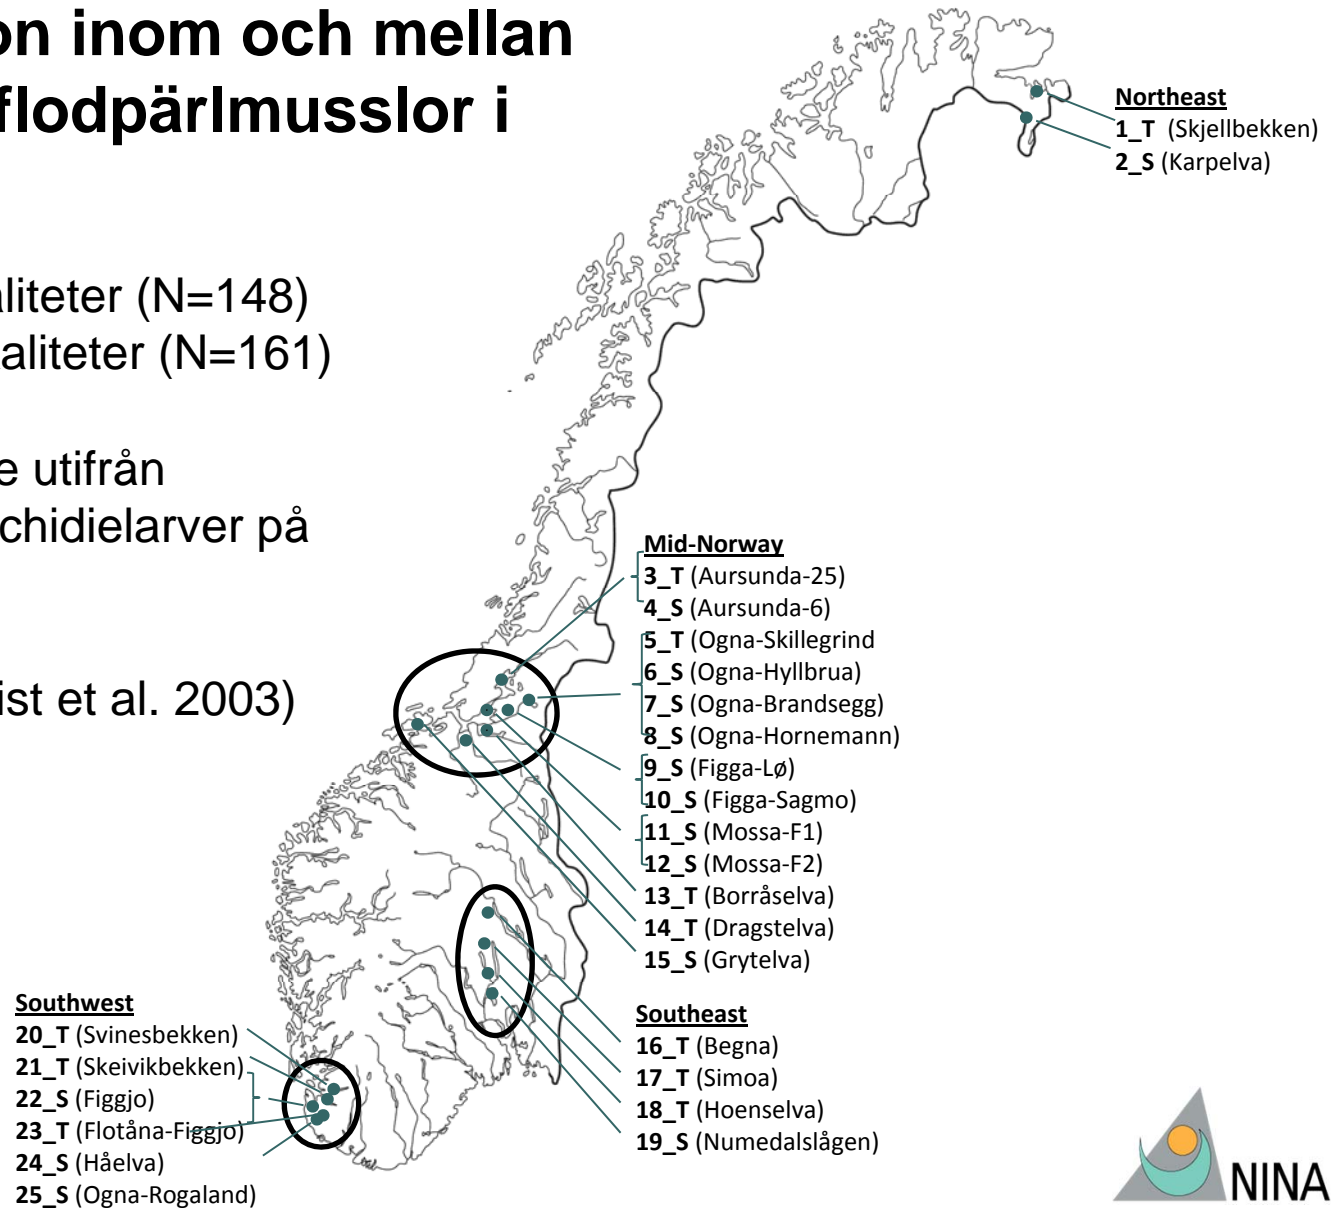 on inom och mellan
flodpärlmusslor i
aliteter (N=148)
aliteter (N=161)
e utifrån
chidielarver på
ist et al. 2003)
Northeast
1_T (Skjellbekken)
2_S (Karpelva)
Mid-Norway
3_T (Aursunda-25)
4_S (Aursunda-6)
5_T (Ogna-Skillegrind
6_S (Ogna-Hyllbrua)
7_S (Ogna-Brandsegg)
8_S (Ogna-Hornemann)
9_S (Figga-Lø)
10_S (Figga-Sagmo)
11_S (Mossa-F1)
12_S (Mossa-F2)
13_T (Borråselva)
14_T (Dragstelva)
15_S (Grytelva)
Southeast
16_T (Begna)
17_T (Simoa)
18_T (Hoenselva)
19_S (Numedalslågen)
Southwest
20_T (Svinesbekken)
21_T (Skeivikbekken)
22_S (Figgjo)
23_T (Flotåna-Figgjo)
24_S (Håelva)
25_S (Ogna-Rogaland)
NINA